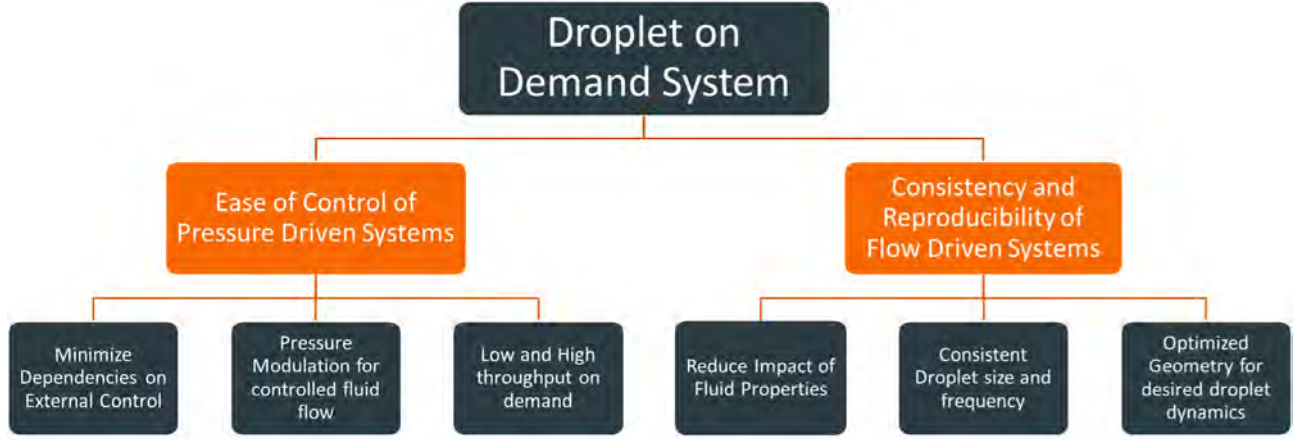 Droplet on
Demand System
Ease of Control of
Pressure Driven Systems
Consistency and
Reproducibility of
Flow Driven Systems
Minimize
Dependencies on
External Control
Pressure
Modulation for
controlled fluid
flow
Low and High
throughput on
demand
Reduce Impact of
Fluid Properties
Consistent
Droplet size and
frequency
Optimized
Geometry for
desired droplet
dynamics